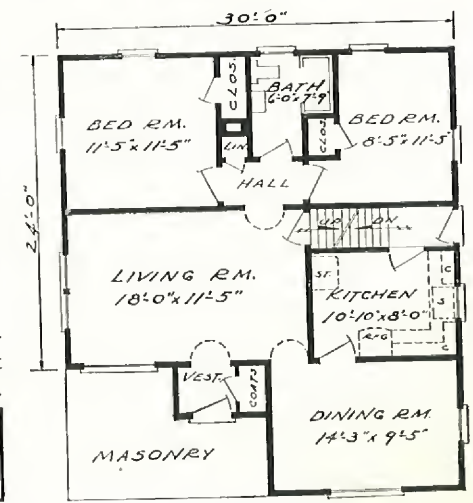 30'-0"
24'-0"
BED RM.
11'-5" x 11'-5"
CLOS.
BATH
6'-0" x 7'-9"
BED RM.
8'-5" x 11'-5"
CLOS.
LIN.
HALL
UP
DN
LIVING RM.
18'-0" x 11'-5"
ST.
KITCHEN
10'-10" x 8'-0"
C
S
C
RFG
VEST.
COATS
DINING RM.
14'-3" x 9'-5"
MASONRY